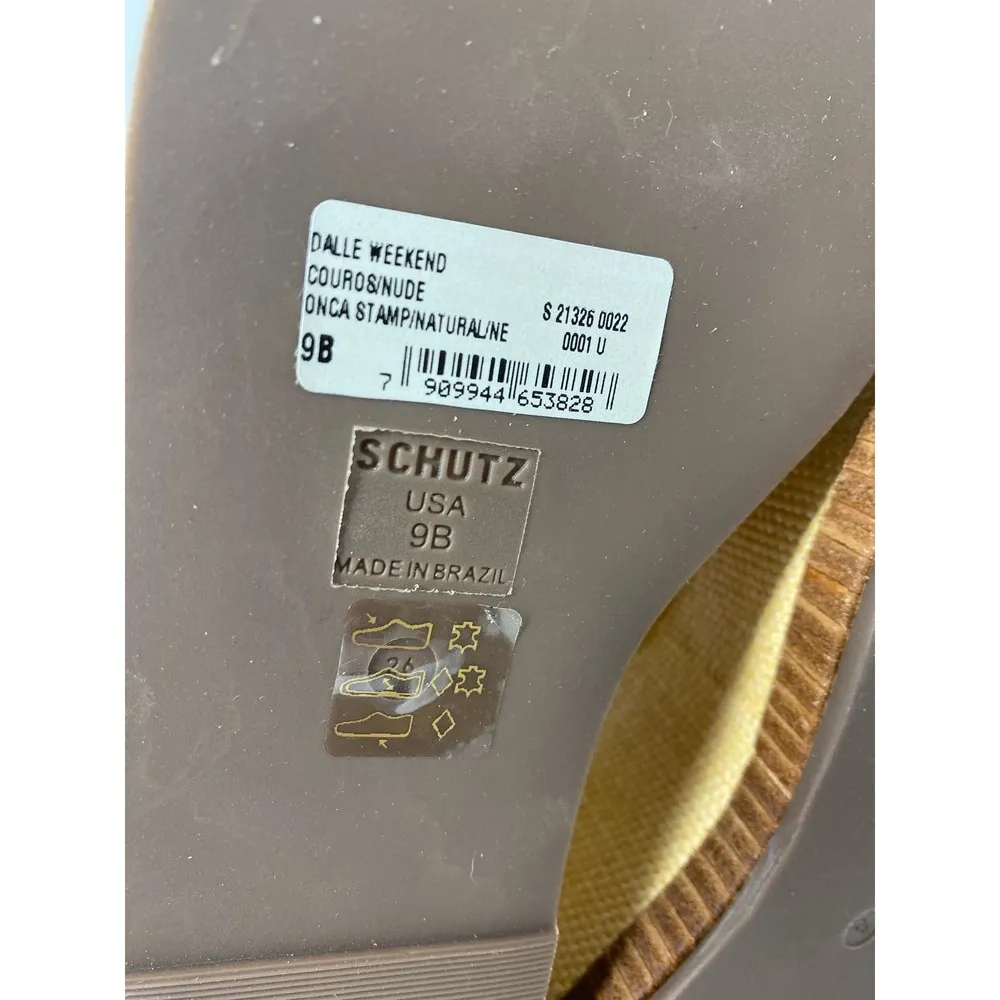 DALLE WEEKEND
COUROS/NUDE
ONCA STAMP/NATURAL/NE
S 21326 0022
0001 U
9B
7 909944 653828
SCHUTZ
USA
9B
MADE IN BRAZIL
26